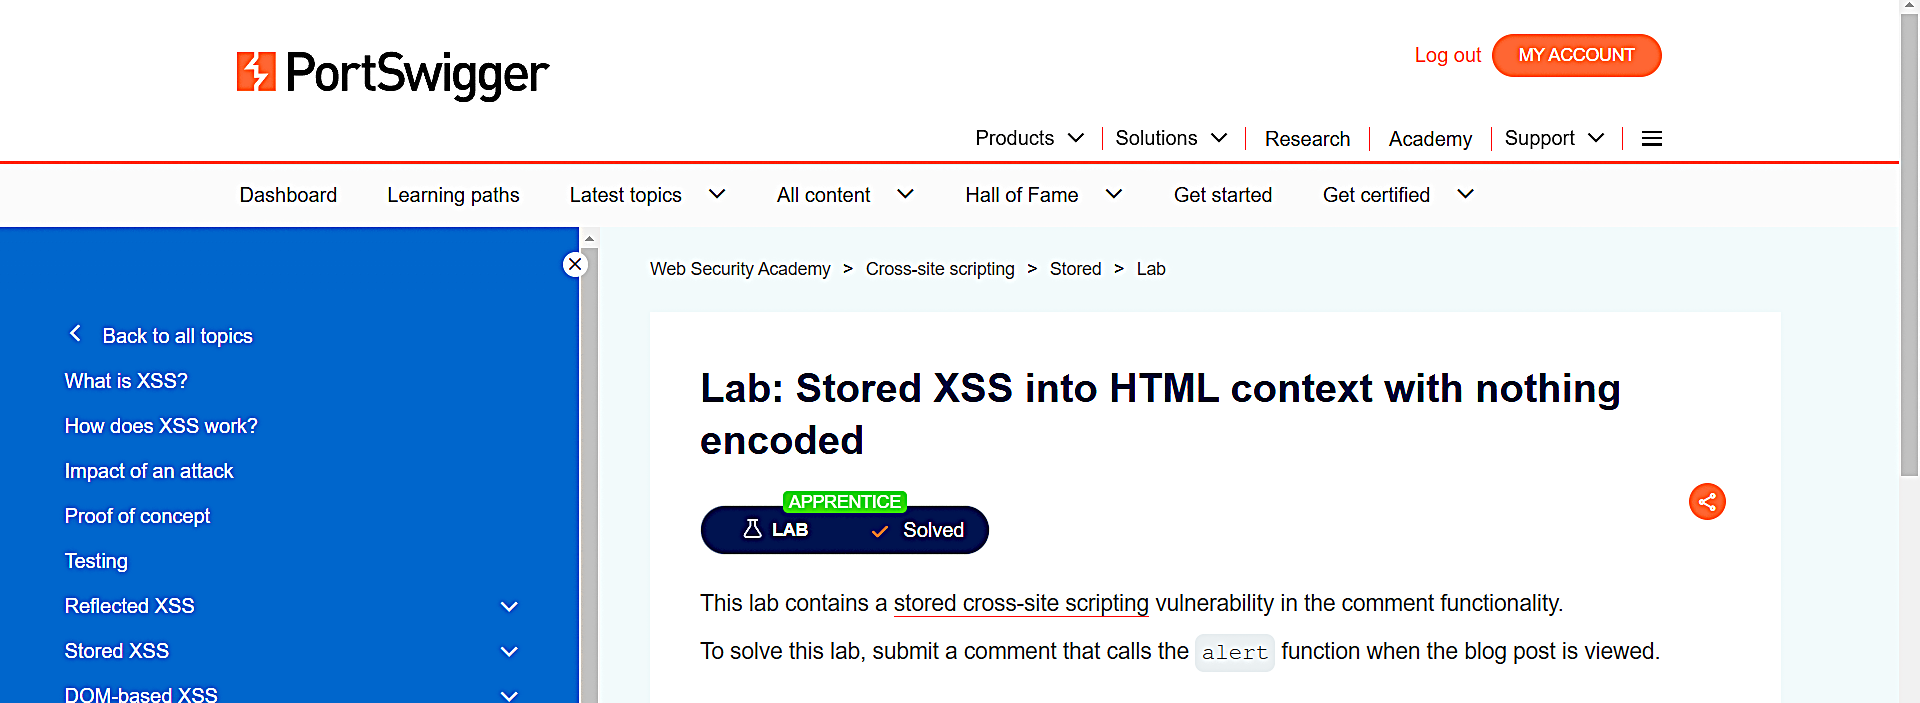 PortSwigger
Log out MY ACCOUNT
Products Solutions Research Academy Support
Dashboard Learning paths Latest topics All content Hall of Fame Get started Get certified
Back to all topics
What is XSS?
How does XSS work?
Impact of an attack
Proof of concept
Testing
Reflected XSS
Stored XSS
DOM-based XSS
Web Security Academy > Cross-site scripting > Stored > Lab
Lab: Stored XSS into HTML context with nothing
encoded
APPRENTICE
LAB Solved
This lab contains a stored cross-site scripting vulnerability in the comment functionality.
To solve this lab, submit a comment that calls the alert function when the blog post is viewed.